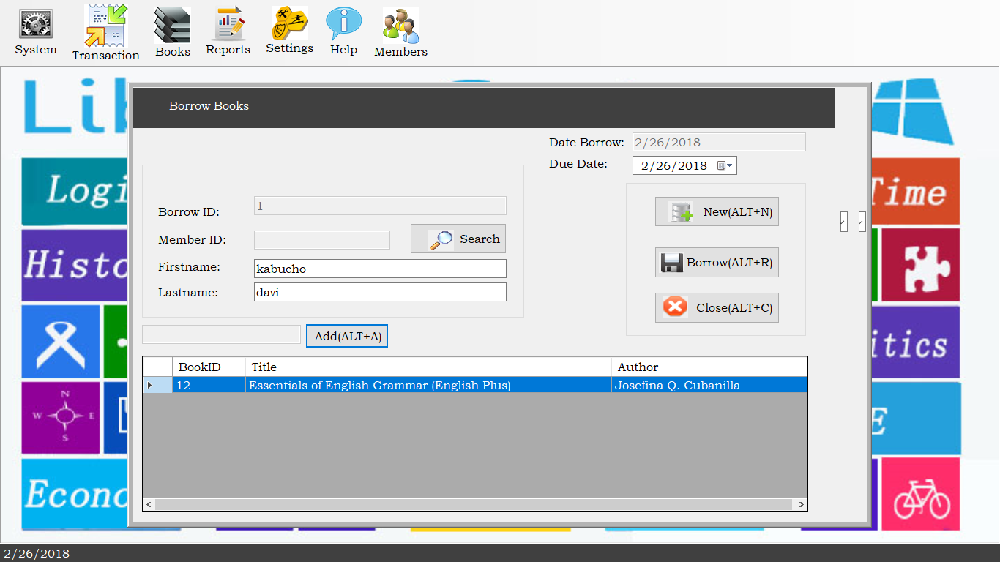 System
Transaction
Books
Reports
Settings
Help
Members
Lib
Borrow Books
Date Borrow: 2/26/2018
Due Date: 2/26/2018
Logi
Time
Borrow ID: 1
New(ALT+N)
Member ID:
Search
Histo
Borrow(ALT+R)
Firstname: kabucho
Lastname: davi
Close(ALT+C)
Add(ALT+A)
itics
BookID Title Author
12 Essentials of English Grammar (English Plus) Josefina Q. Cubanilla
N
W E
S
E
Econo
2/26/2018